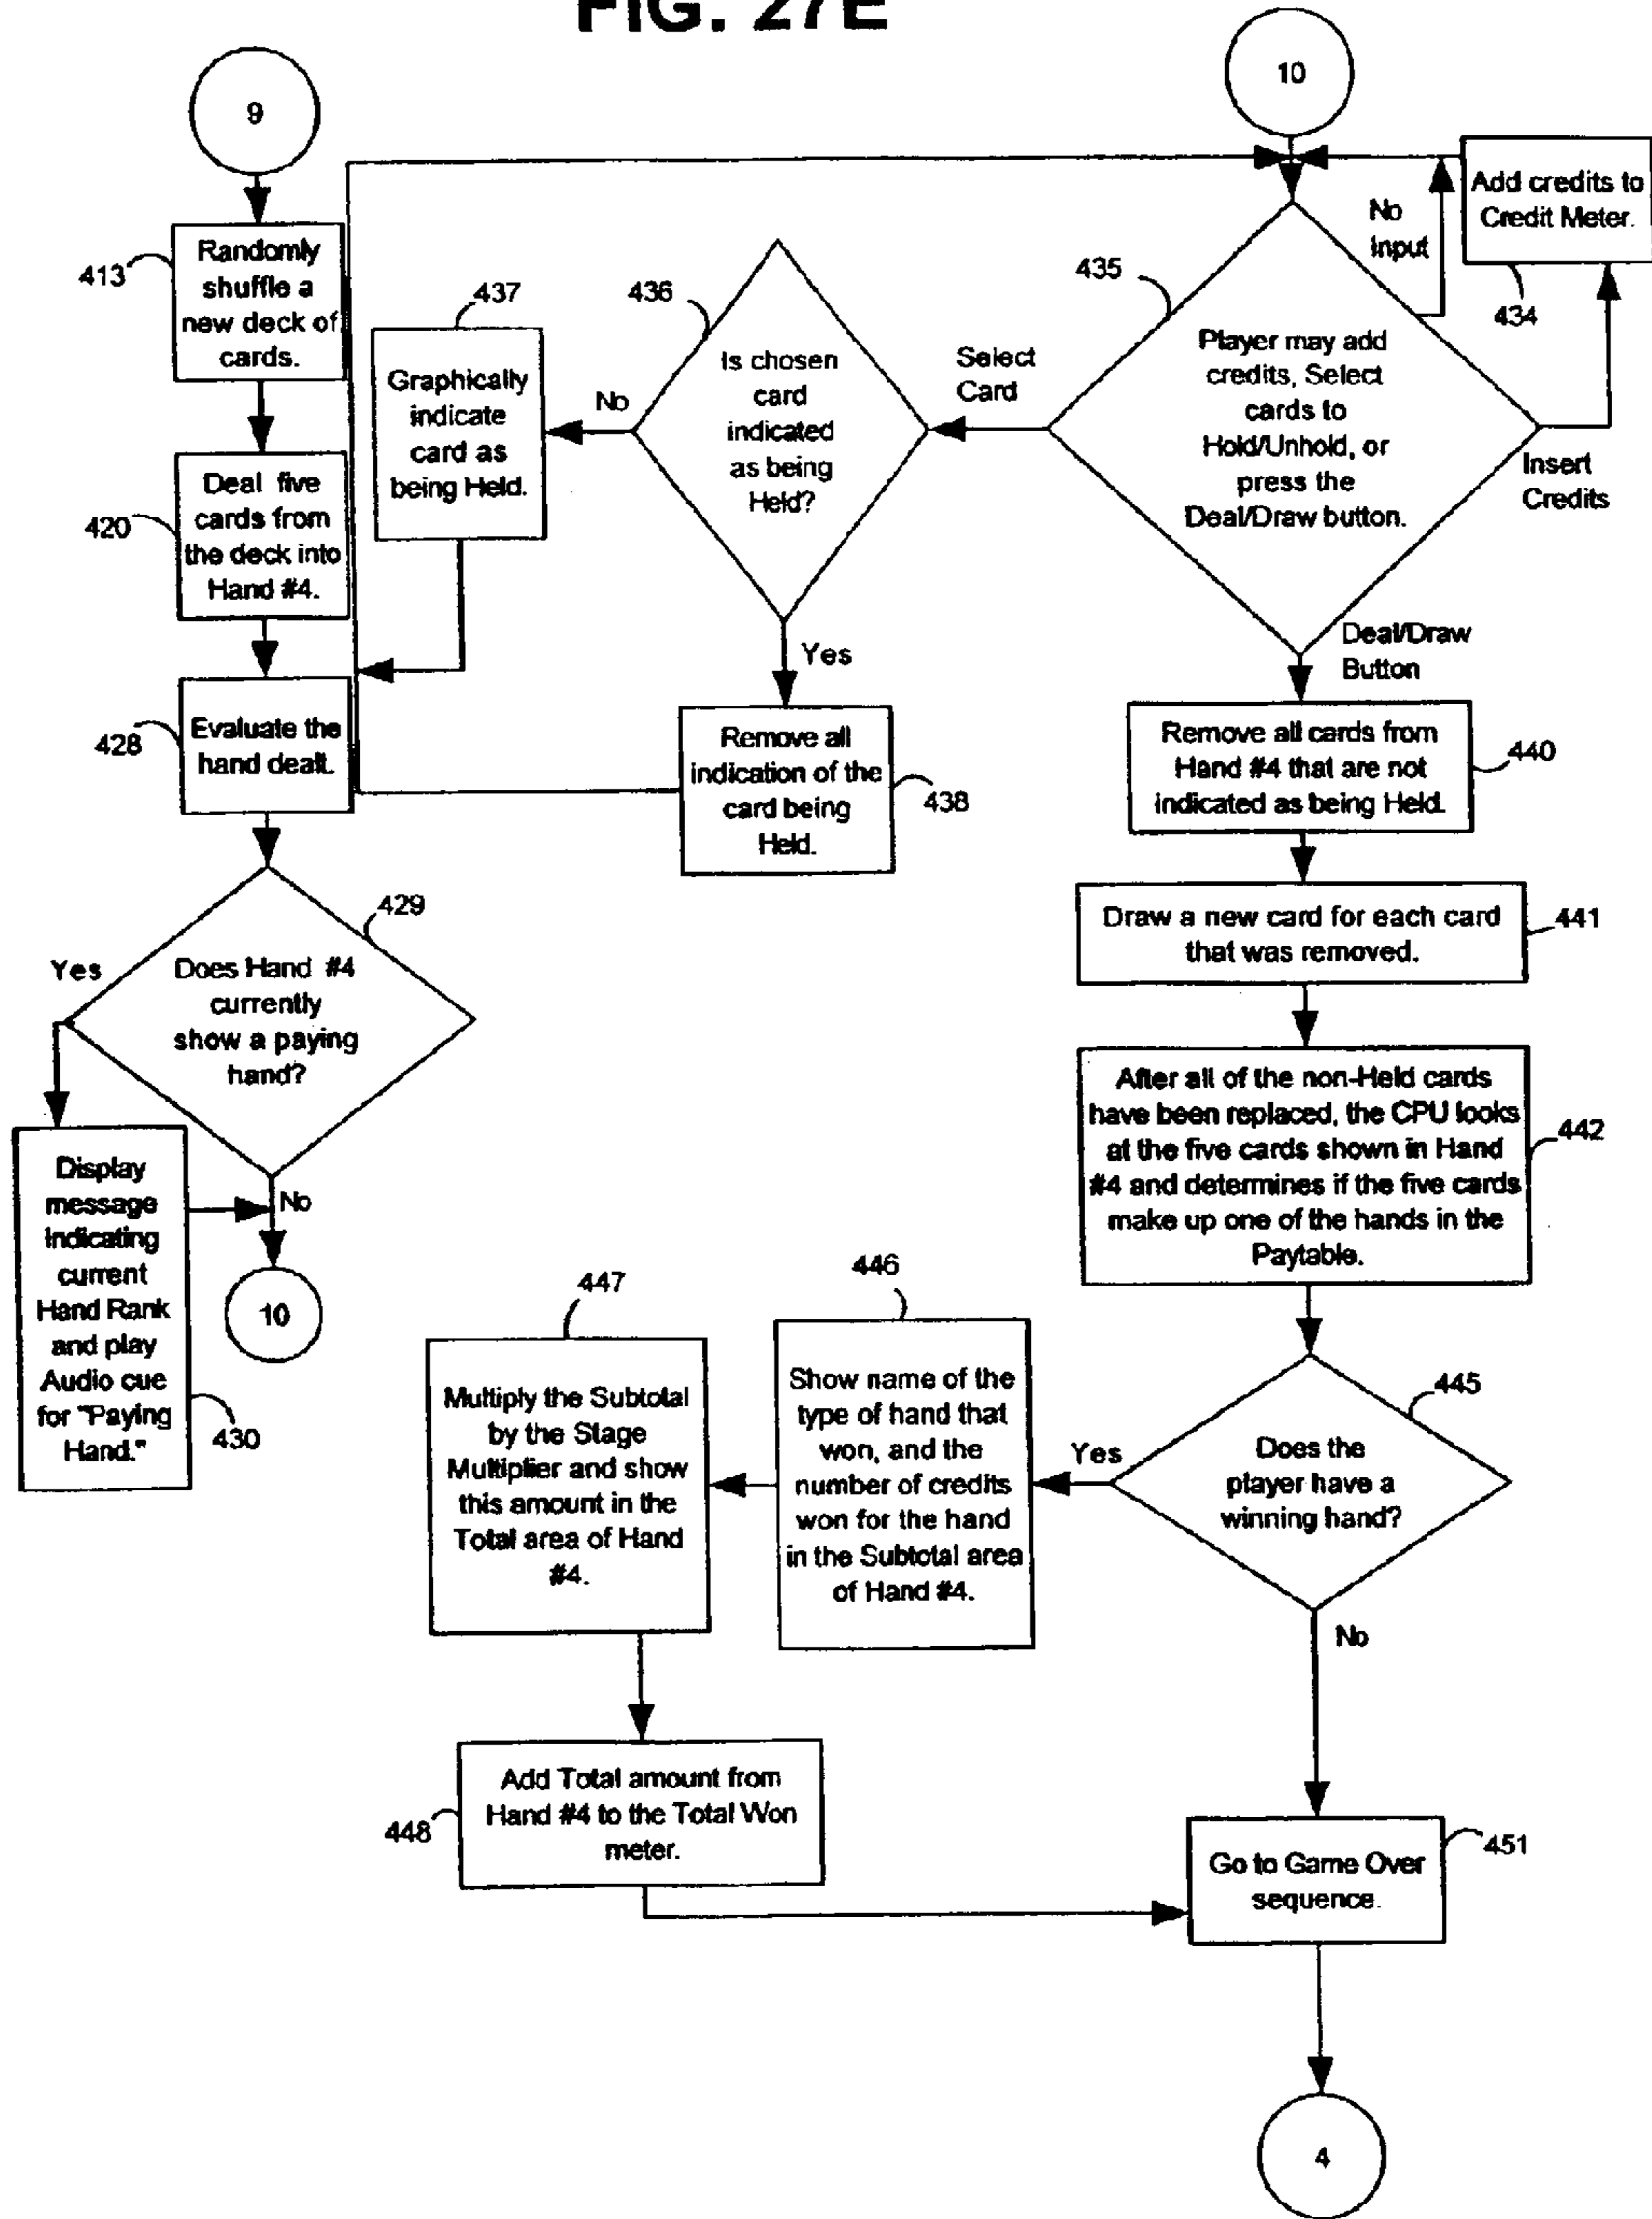 FIG. 27E
9
413
Randomly
shuffle a
new deck of
cards.
420
Deal five
cards from
the deck into
Hand #4.
428
Evaluate the
hand dealt.
429
Yes
Does Hand #4
currently
show a paying
hand?
No
Display
message
indicating
current
Hand Rank
and play
Audio cue
for "Paying
Hand."
430
10
437
Graphically
indicate
card as
being Held.
No
436
Is chosen
card
indicated
as being
Held?
Yes
Remove all
indication of the
card being
Held.
438
Select
Card
10
435
No
Input
Add credits to
Credit Meter.
434
Player may add
credits, Select
cards to
Hold/Unhold, or
press the
Deal/Draw button.
Insert
Credits
Deal/Draw
Button
Remove all cards from
Hand #4 that are not
indicated as being Held.
440
Draw a new card for each card
that was removed.
441
After all of the non-Held cards
have been replaced, the CPU looks
at the five cards shown in Hand
#4 and determines if the five cards
make up one of the hands in the
Paytable.
442
445
Does the
player have a
winning hand?
Yes
No
446
Show name of the
type of hand that
won, and the
number of credits
won for the hand
in the Subtotal area
of Hand #4.
447
Multiply the Subtotal
by the Stage
Multiplier and show
this amount in the
Total area of Hand
#4.
448
Add Total amount from
Hand #4 to the Total Won
meter.
Go to Game Over
sequence.
451
4